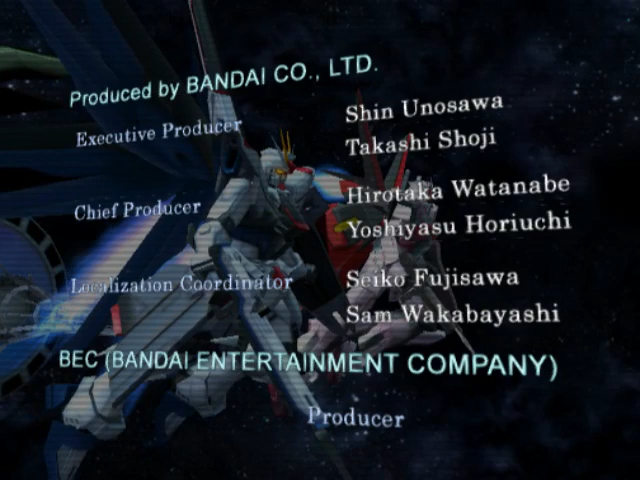 Produced by BANDAI CO., LTD.
Executive Producer Shin Unosawa
Takashi Shoji
Chief Producer Hirotaka Watanabe
Yoshiyasu Horiuchi
Localization Coordinator Seiko Fujisawa
Sam Wakabayashi
BEC (BANDAI ENTERTAINMENT COMPANY)
Producer